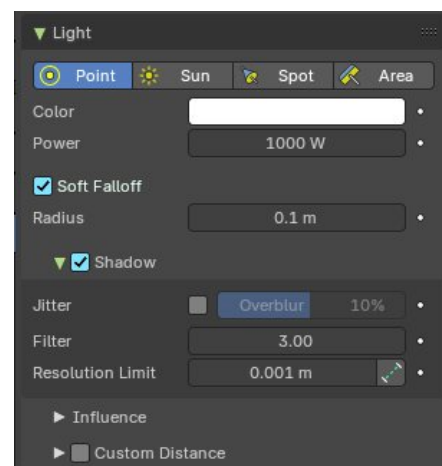 Light
Point Sun Spot Area
Color
Power 1000 W
Soft Falloff
Radius 0.1 m
Shadow
Jitter Overblur 10%
Filter 3.00
Resolution Limit 0.001 m
Influence
Custom Distance